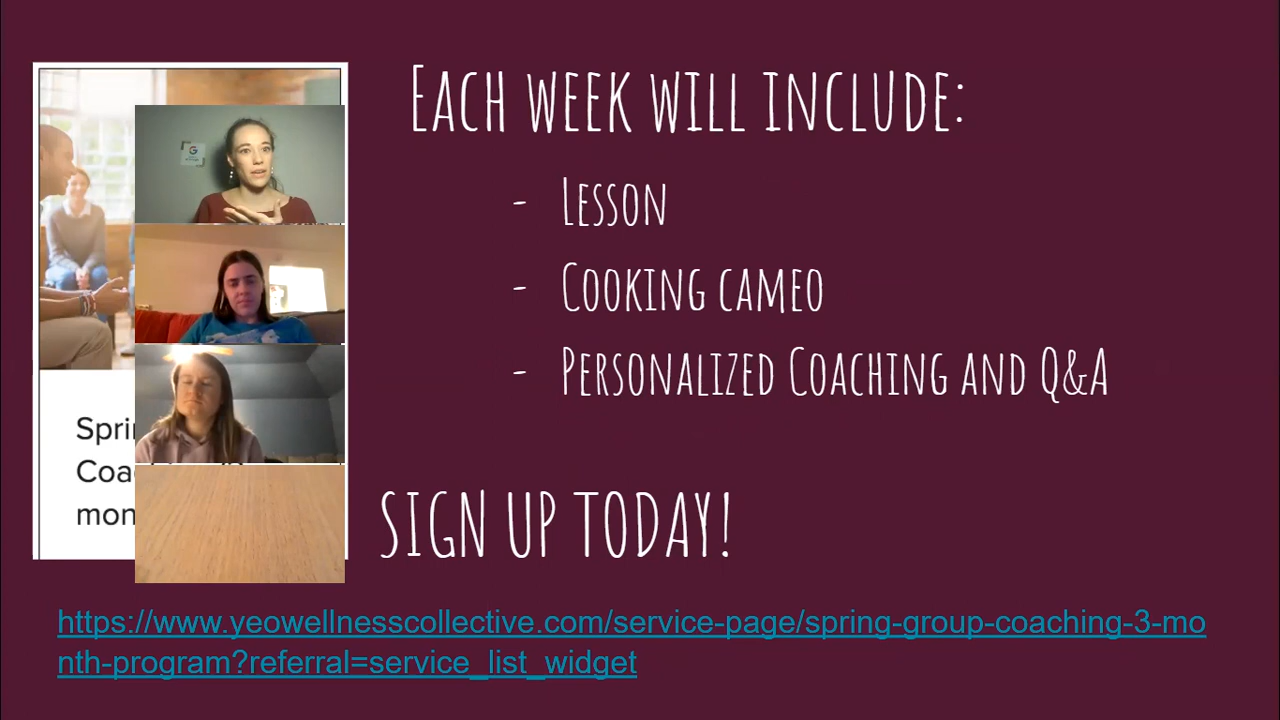 Each week will include:
- Lesson
- Cooking cameo
- Personalized Coaching and Q&A
Spri
Coa
mon
SIGN UP TODAY!
https://www.yeowellnesscollective.com/service-page/spring-group-coaching-3-mo
nth-program?referral=service_list_widget